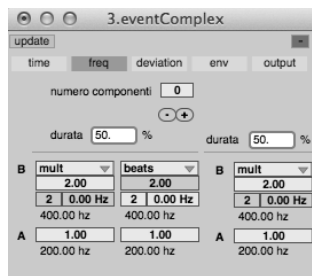 3.eventComplex
update -
time freq deviation env output
numero componenti 0
- +
durata 50. % durata 50. %
B mult beats B mult
2.00 2.00 2.00
2 0.00 Hz 2 0.00 Hz 2 0.00 Hz
400.00 hz 400.00 hz 400.00 hz
A 1.00 1.00 A 1.00
200.00 hz 200.00 hz 200.00 hz